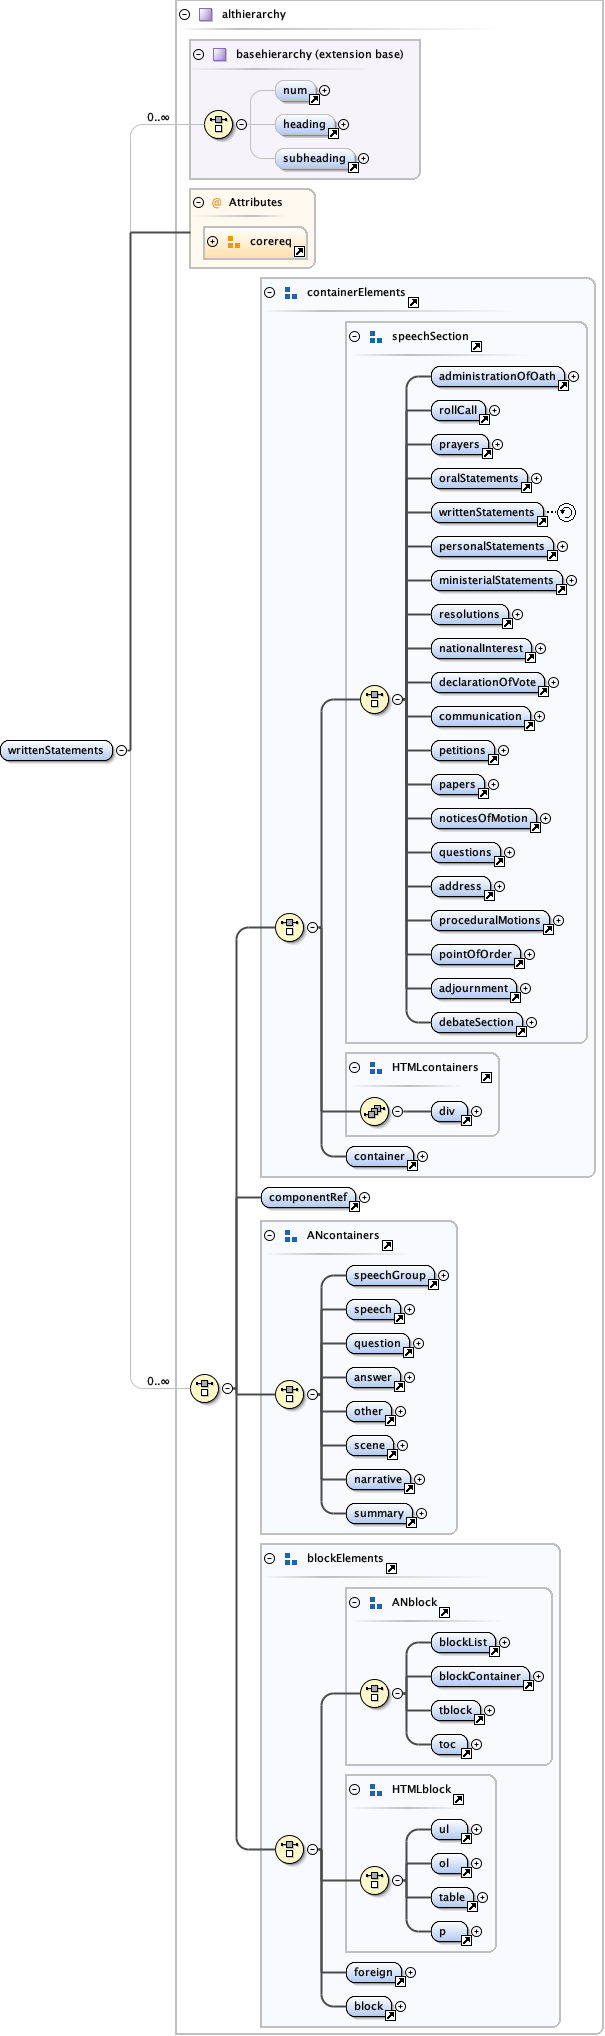 althierarchy
basehierarchy (extension base)
num
0..∞
heading
subheading
@ Attributes
corereq
containerElements
speechSection
administrationOfOath
rollCall
prayers
oralStatements
writtenStatements
personalStatements
ministerialStatements
resolutions
nationalInterest
declarationOfVote
communication
writtenStatements
petitions
papers
noticesOfMotion
questions
address
proceduralMotions
pointOfOrder
adjournment
debateSection
HTMLcontainers
div
container
componentRef
ANcontainers
speechGroup
speech
question
answer
0..∞
other
scene
narrative
summary
blockElements
ANblock
blockList
blockContainer
tblock
toc
HTMLblock
ul
ol
table
p
foreign
block